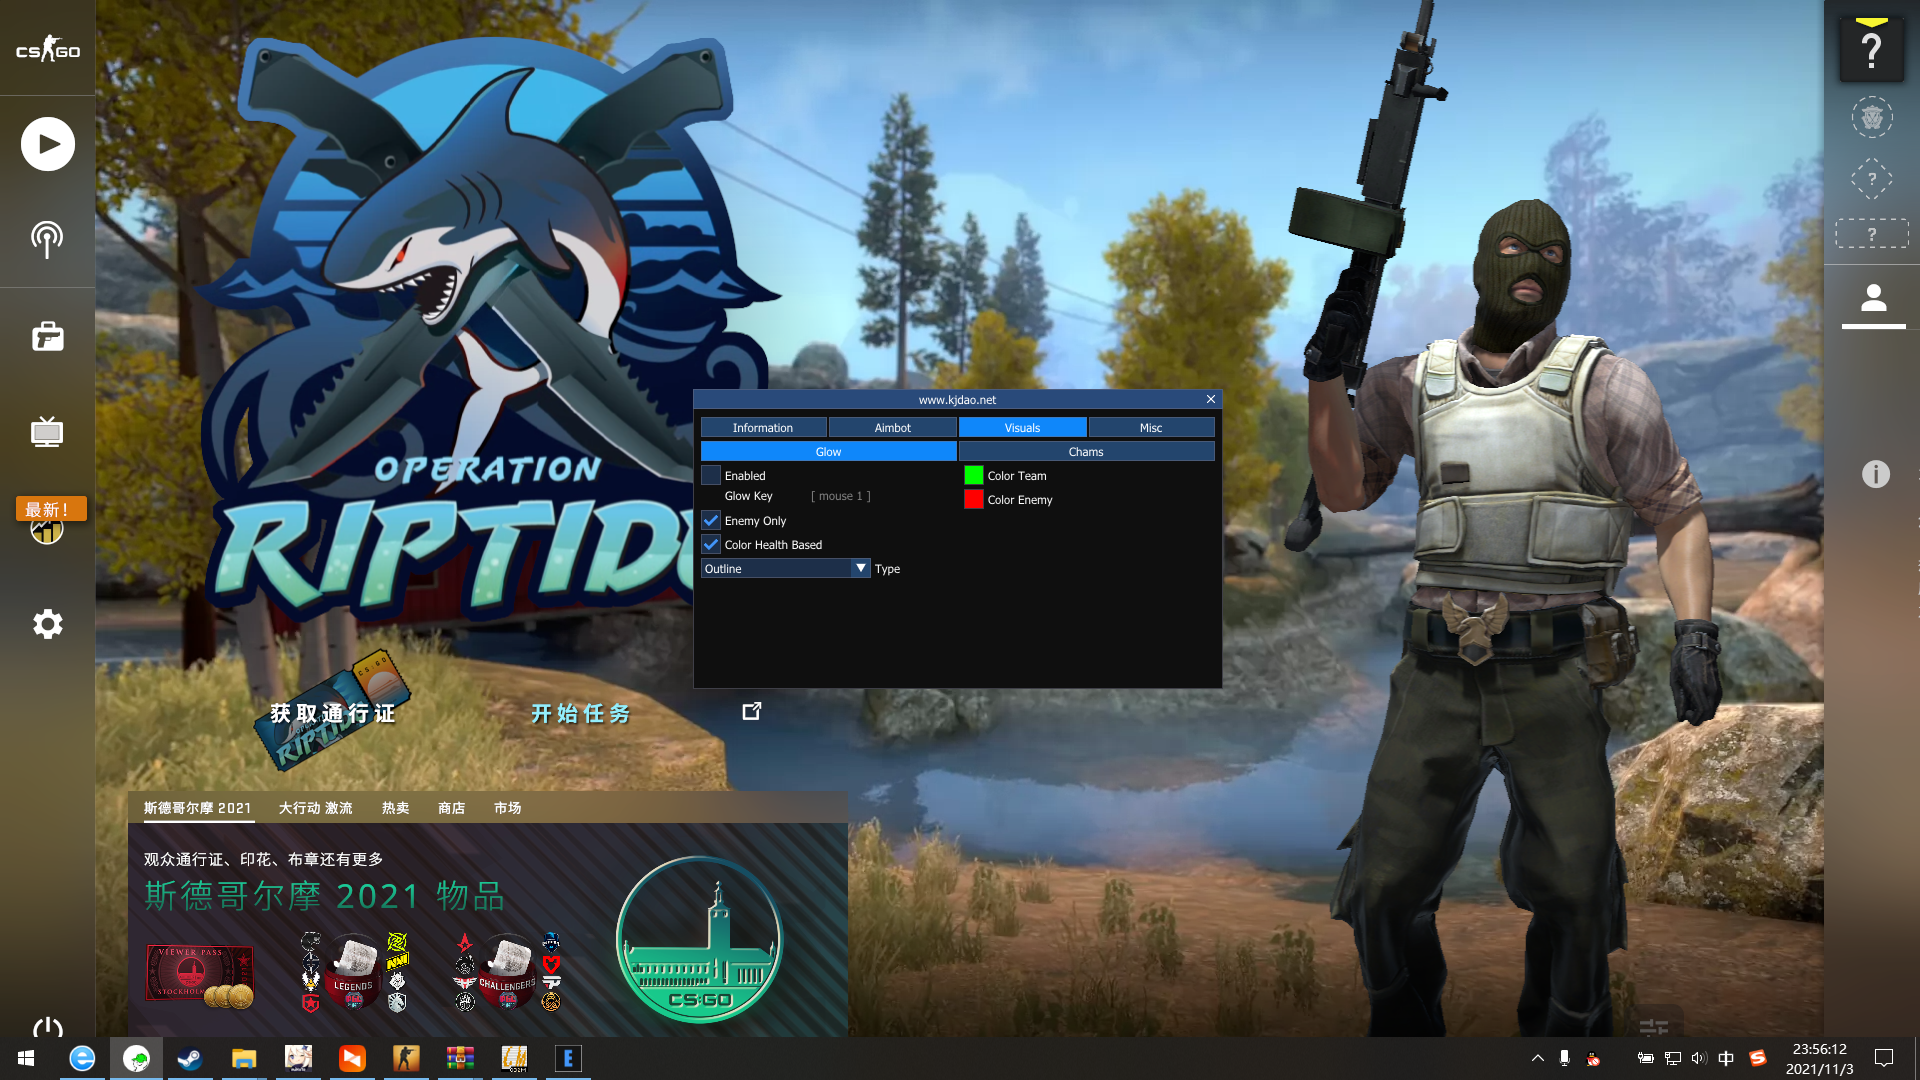 CS GO
最新！
OPERATION
RIPTIDE
CS:GO
RIPTIDE
获取通行证
开始任务
www.kjdao.net
Information
Aimbot
Visuals
Misc
Glow
Chams
Enabled
Color Team
Glow Key
[ mouse 1 ]
Color Enemy
Enemy Only
Color Health Based
Outline
Type
?
?
?
斯德哥尔摩 2021
大行动 激流
热卖
商店
市场
观众通行证、印花、布章还有更多
斯德哥尔摩 2021 物品
VIEWER PASS
LEGENDS
CHALLENGERS
CS:GO
E
中
23:56:12
2021/11/3